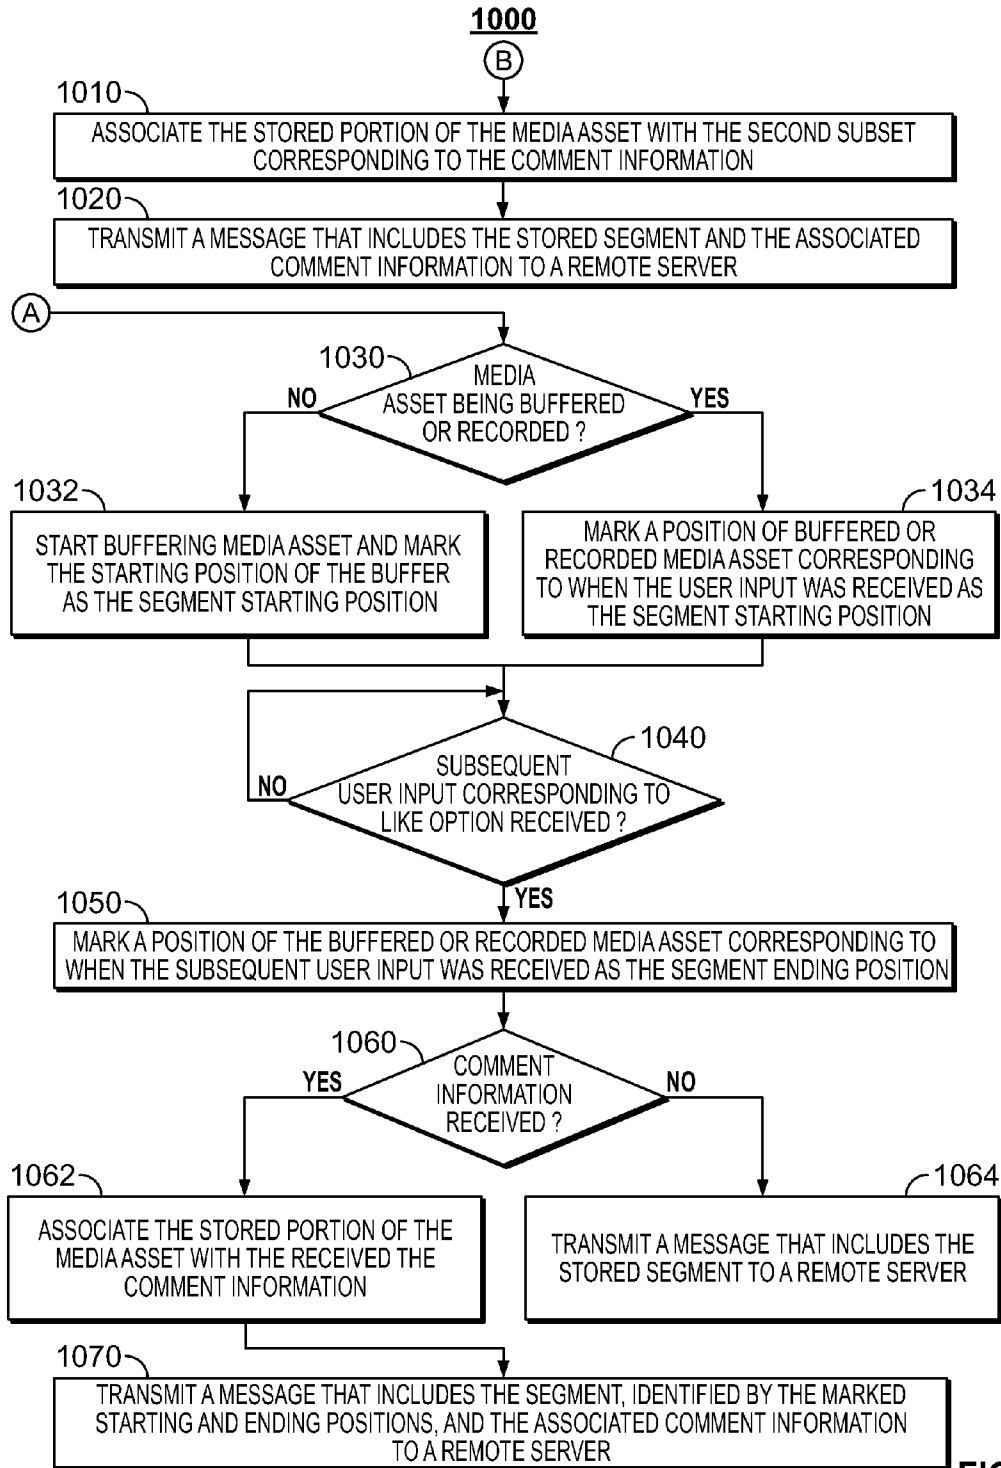 1000
B
1010
ASSOCIATE THE STORED PORTION OF THE MEDIA ASSET WITH THE SECOND SUBSET
CORRESPONDING TO THE COMMENT INFORMATION
1020
TRANSMIT A MESSAGE THAT INCLUDES THE STORED SEGMENT AND THE ASSOCIATED
COMMENT INFORMATION TO A REMOTE SERVER
A
1030
MEDIA
ASSET BEING BUFFERED
OR RECORDED ?
NO
YES
1032
START BUFFERING MEDIA ASSET AND MARK
THE STARTING POSITION OF THE BUFFER
AS THE SEGMENT STARTING POSITION
1034
MARK A POSITION OF BUFFERED OR
RECORDED MEDIA ASSET CORRESPONDING
TO WHEN THE USER INPUT WAS RECEIVED AS
THE SEGMENT STARTING POSITION
1040
SUBSEQUENT
USER INPUT CORRESPONDING TO
LIKE OPTION RECEIVED ?
NO
YES
1050
MARK A POSITION OF THE BUFFERED OR RECORDED MEDIA ASSET CORRESPONDING TO
WHEN THE SUBSEQUENT USER INPUT WAS RECEIVED AS THE SEGMENT ENDING POSITION
1060
COMMENT
INFORMATION
RECEIVED ?
YES
NO
1062
ASSOCIATE THE STORED PORTION OF THE
MEDIA ASSET WITH THE RECEIVED THE
COMMENT INFORMATION
1064
TRANSMIT A MESSAGE THAT INCLUDES THE
STORED SEGMENT TO A REMOTE SERVER
1070
TRANSMIT A MESSAGE THAT INCLUDES THE SEGMENT, IDENTIFIED BY THE MARKED
STARTING AND ENDING POSITIONS, AND THE ASSOCIATED COMMENT INFORMATION
TO A REMOTE SERVER